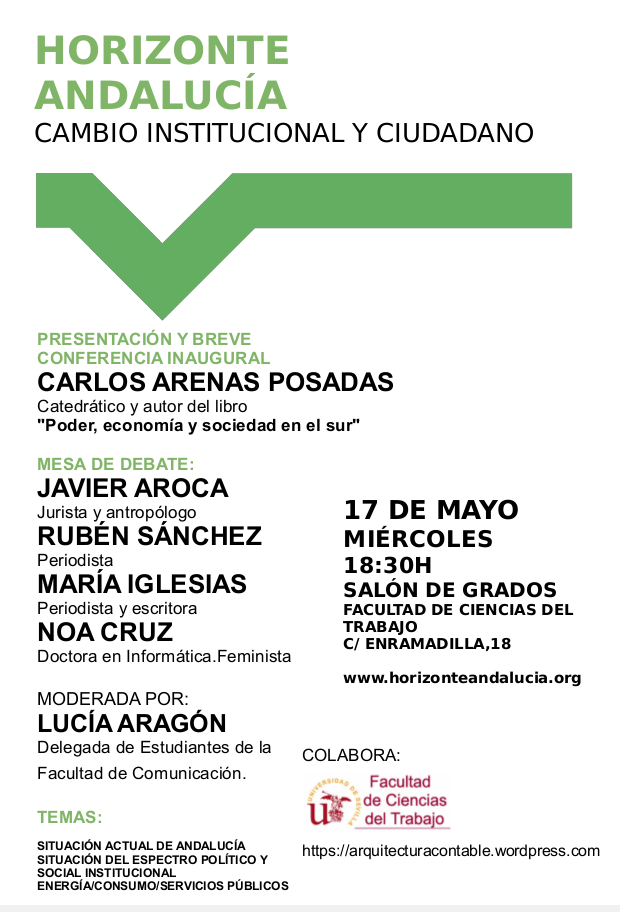 HORIZONTE
ANDALUCÍA
CAMBIO INSTITUCIONAL Y CIUDADANO
PRESENTACIÓN Y BREVE
CONFERENCIA INAUGURAL
CARLOS ARENAS POSADAS
Catedrático y autor del libro
"Poder, economía y sociedad en el sur"
MESA DE DEBATE:
JAVIER AROCA
Jurista y antropólogo
RUBÉN SÁNCHEZ
Periodista
MARÍA IGLESIAS
Periodista y escritora
NOA CRUZ
Doctora en Informática.Feminista
MODERADA POR:
LUCÍA ARAGÓN
Delegada de Estudiantes de la
Facultad de Comunicación.
TEMAS:
SITUACIÓN ACTUAL DE ANDALUCÍA
SITUACIÓN DEL ESPECTRO POLÍTICO Y
SOCIAL INSTITUCIONAL
ENERGÍA/CONSUMO/SERVICIOS PÚBLICOS
17 DE MAYO
MIÉRCOLES
18:30H
SALÓN DE GRADOS
FACULTAD DE CIENCIAS DEL
TRABAJO
C/ ENRAMADILLA,18
www.horizonteandalucia.org
COLABORA:
UNIVERSIDAD DE SEVILLA
Facultad
de Ciencias
del Trabajo
https://arquitecturacontable.wordpress.com